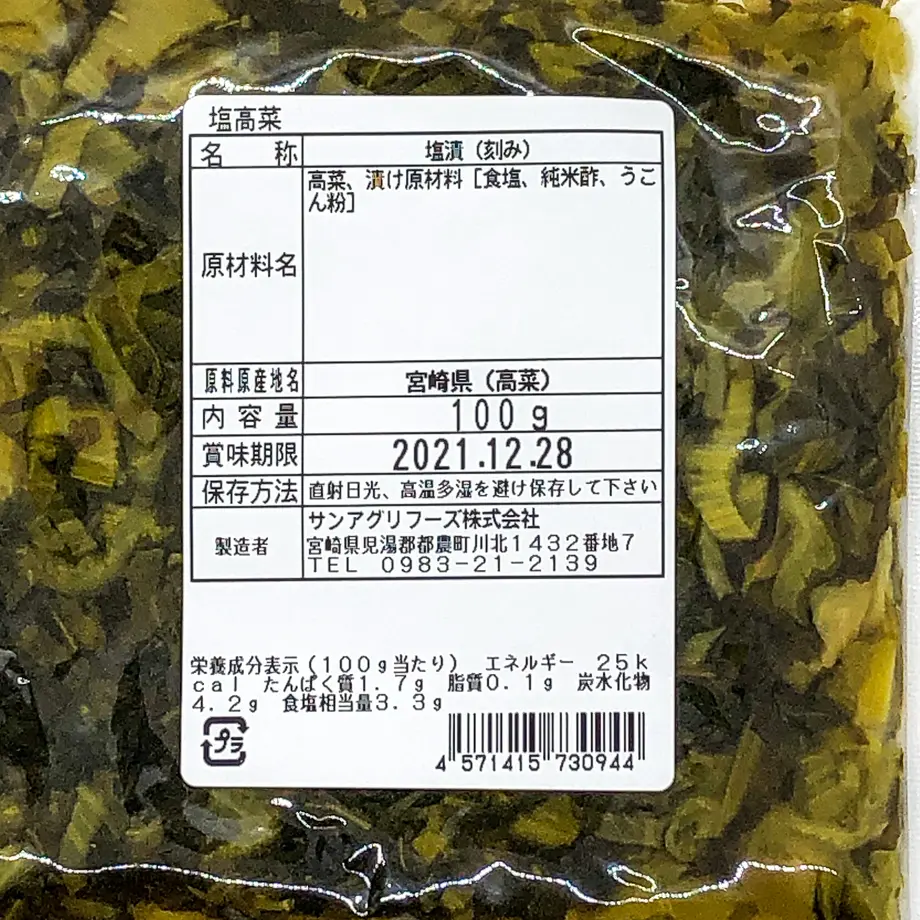 塩高菜
名 称 塩漬(刻み)
原材料名 高菜、漬け原材料[食塩、純米酢、うこ
ん粉]
原料原産地名 宮崎県(高菜)
内容量 100g
賞味期限 2021.12.28
保存方法 直射日光、高温多湿を避け保存して下さい
製造者 サンアグリフーズ株式会社
宮崎県児湯郡都農町川北1432番地7
TEL 0983-21-2139
栄養成分表示(100g当たり) エネルギー 25k
cal たんぱく質1.7g 脂質0.1g 炭水化物
4.2g 食塩相当量3.3g
プラ
4 571415 730944